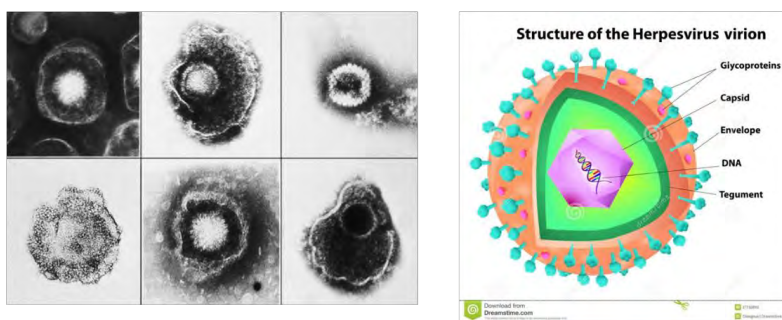 Structure of the Herpesvirus virion
Glycoproteins
Capsid
Envelope
DNA
Tegument
Download from
Dreamstime.com